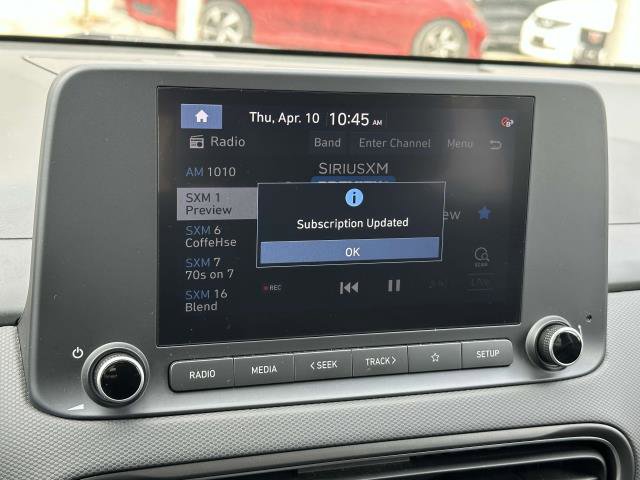 Thu, Apr. 10 10:45 AM
Radio Band Enter Channel Menu
AM 1010
SIRIUSXM
SXM 1
Preview
SXM 6
CoffeHse
SXM 7
70s on 7
SXM 16
Blend
Subscription Updated
OK
SCAN
REC
RADIO MEDIA < SEEK TRACK > SETUP